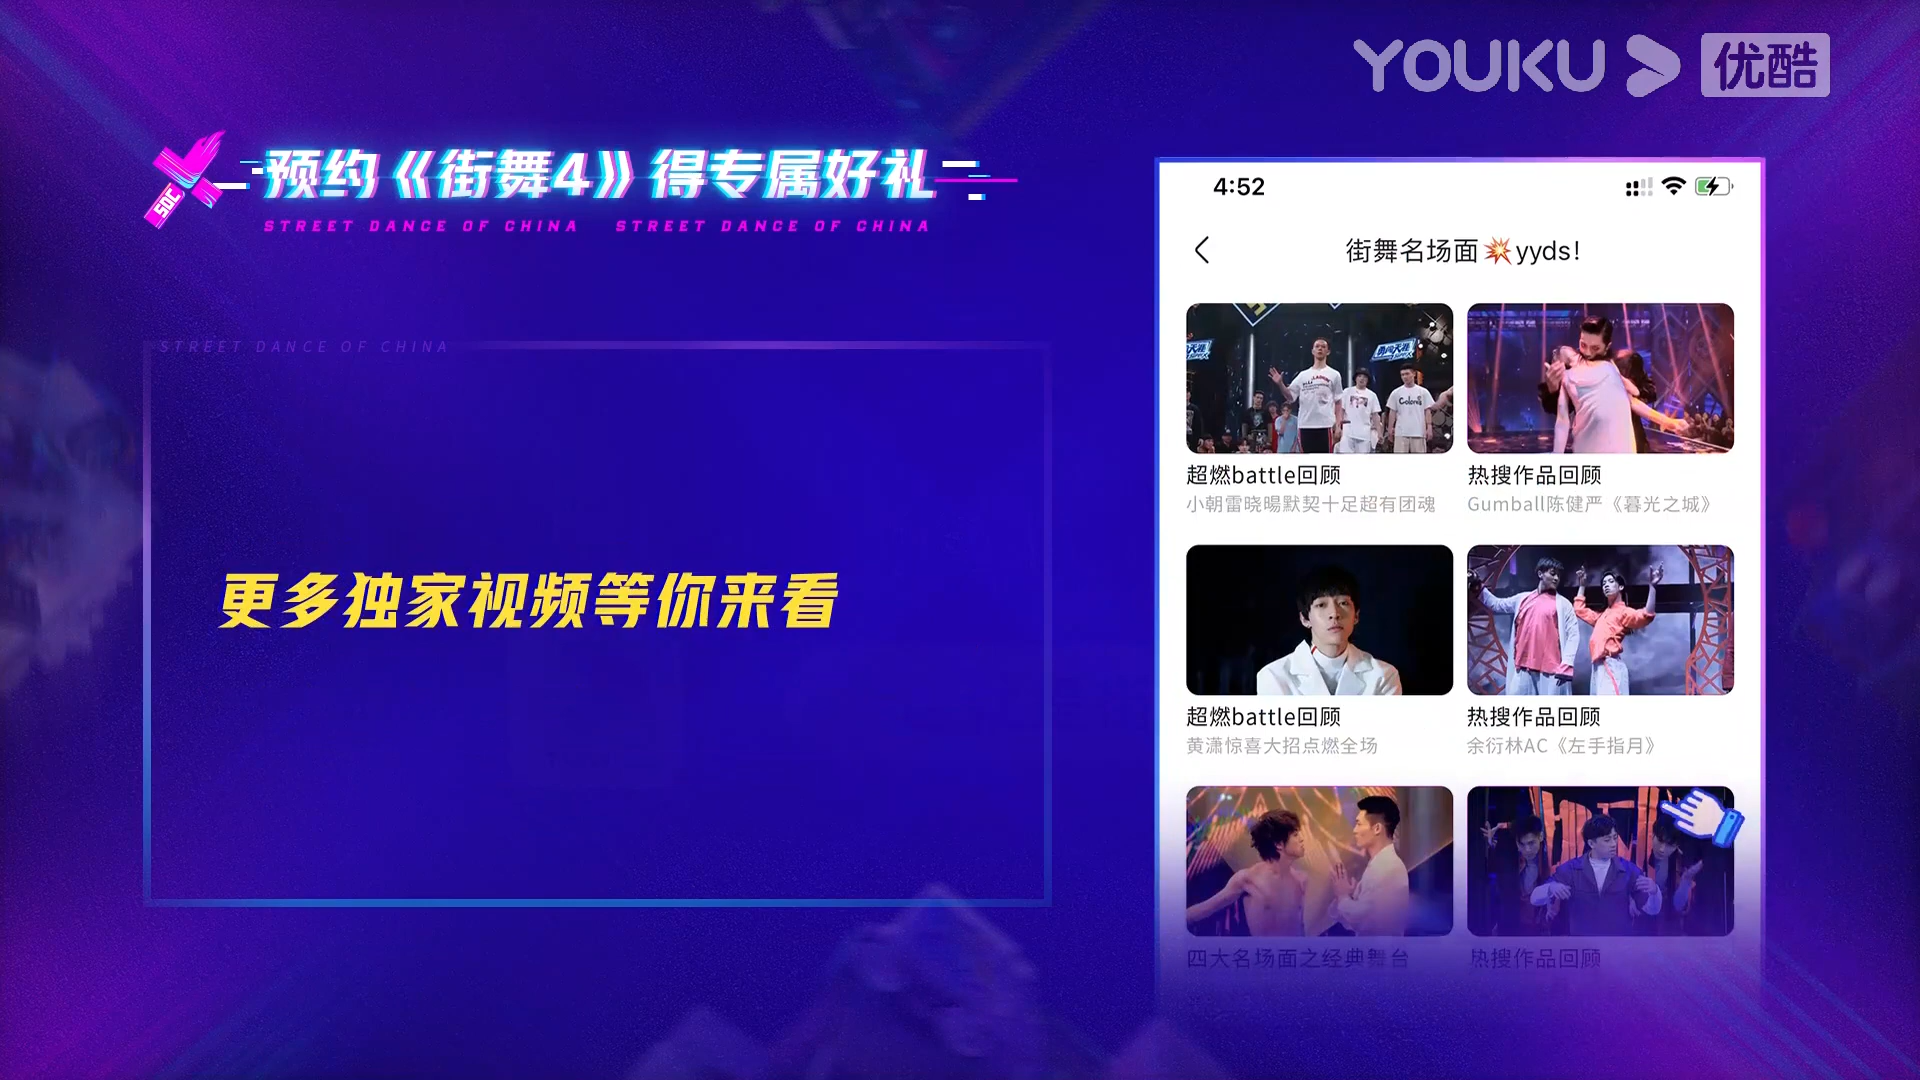 YOUKU 优酷
SDC
预约《街舞4》得专属好礼
STREET DANCE OF CHINA STREET DANCE OF CHINA
STREET DANCE OF CHINA
更多独家视频等你来看
4:52
街舞名场面💥yyds!
超燃battle回顾
小朝雷晓暘默契十足超有团魂
热搜作品回顾
Gumball陈健严《暮光之城》
超燃battle回顾
黄潇惊喜大招点燃全场
热搜作品回顾
余衍林AC《左手指月》
四大名场面之经典舞台
热搜作品回顾